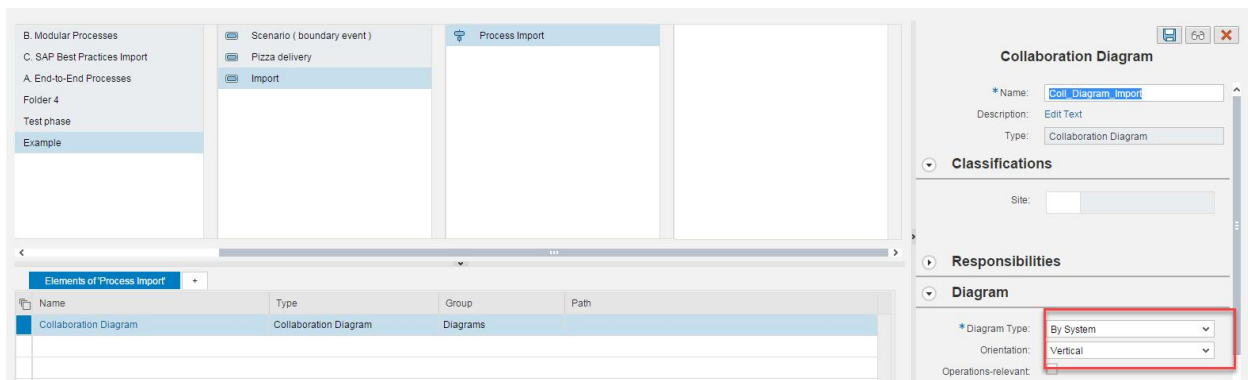 B. Modular Processes
C. SAP Best Practices Import
A. End-to-End Processes
Folder 4
Test phase
Example
Scenario ( boundary event )
Pizza delivery
Import
Process Import
Collaboration Diagram
*Name: Coll_Diagram_Import
Description: Edit Text
Type: Collaboration Diagram
Classifications
Site:
Responsibilities
Diagram
*Diagram Type: By System
Orientation: Vertical
Operations-relevant:
Elements of 'Process Import' +
Name Type Group Path
Collaboration Diagram Collaboration Diagram Diagrams